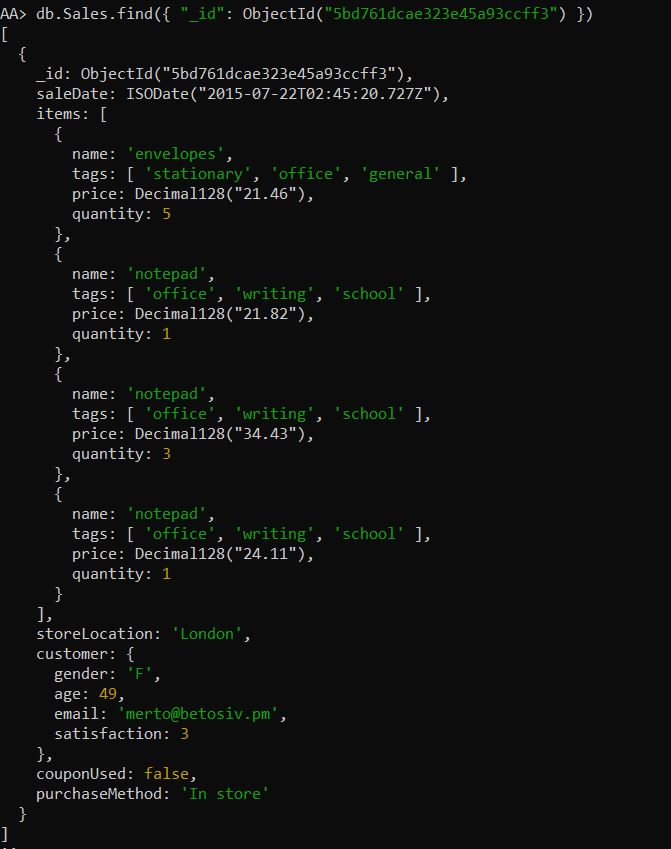 AA> db.Sales.find({ "_id": ObjectId("5bd761dcae323e45a93ccff3") })
[
  {
    _id: ObjectId("5bd761dcae323e45a93ccff3"),
    saleDate: ISODate("2015-07-22T02:45:20.727Z"),
    items: [
      {
        name: 'envelopes',
        tags: [ 'stationary', 'office', 'general' ],
        price: Decimal128("21.46"),
        quantity: 5
      },
      {
        name: 'notepad',
        tags: [ 'office', 'writing', 'school' ],
        price: Decimal128("21.82"),
        quantity: 1
      },
      {
        name: 'notepad',
        tags: [ 'office', 'writing', 'school' ],
        price: Decimal128("34.43"),
        quantity: 3
      },
      {
        name: 'notepad',
        tags: [ 'office', 'writing', 'school' ],
        price: Decimal128("24.11"),
        quantity: 1
      }
    ],
    storeLocation: 'London',
    customer: {
      gender: 'F',
      age: 49,
      email: 'merto@betosiv.pm',
      satisfaction: 3
    },
    couponUsed: false,
    purchaseMethod: 'In store'
  }
]